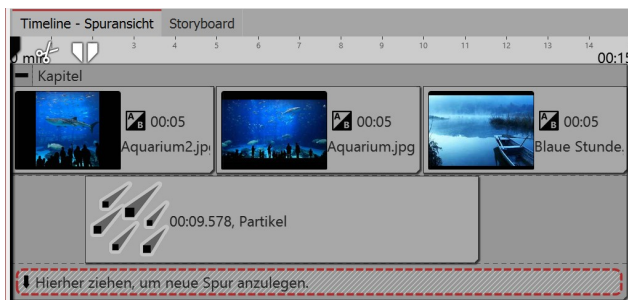 Timeline - Spuransicht Storyboard
0 min 3 4 5 6 7 8 9 10 11 12 13 14
00:15
Kapitel
A B 00:05 A B 00:05 A B 00:05
Aquarium2.jp Aquarium.jpg Blaue Stunde.
00:09.578, Partikel
Hierher ziehen, um neue Spur anzulegen.